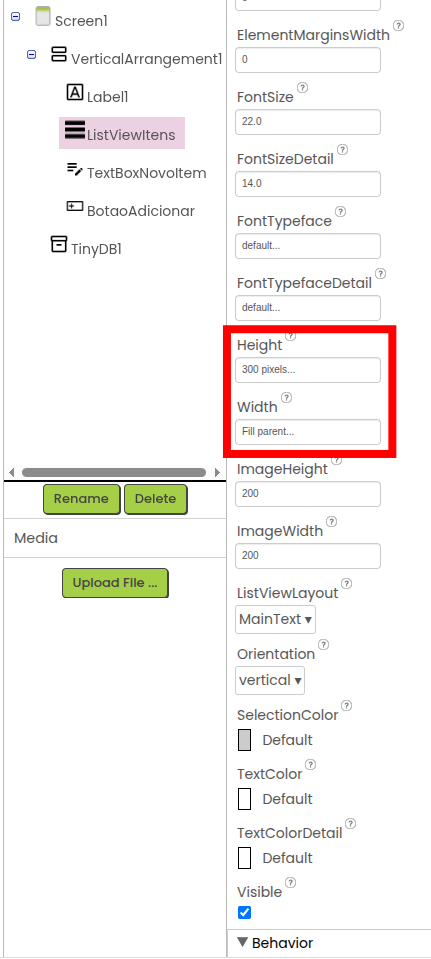 Screen1
VerticalArrangement1
Label1
ListViewItens
TextBoxNovoItem
BotaoAdicionar
TinyDB1
Rename
Delete
Media
Upload File ...
ElementMarginsWidth
0
FontSize
22.0
FontSizeDetail
14.0
FontTypeface
default...
FontTypefaceDetail
default...
Height
300 pixels...
Width
Fill parent...
ImageHeight
200
ImageWidth
200
ListViewLayout
MainText
Orientation
vertical
SelectionColor
Default
TextColor
Default
TextColorDetail
Default
Visible
Behavior